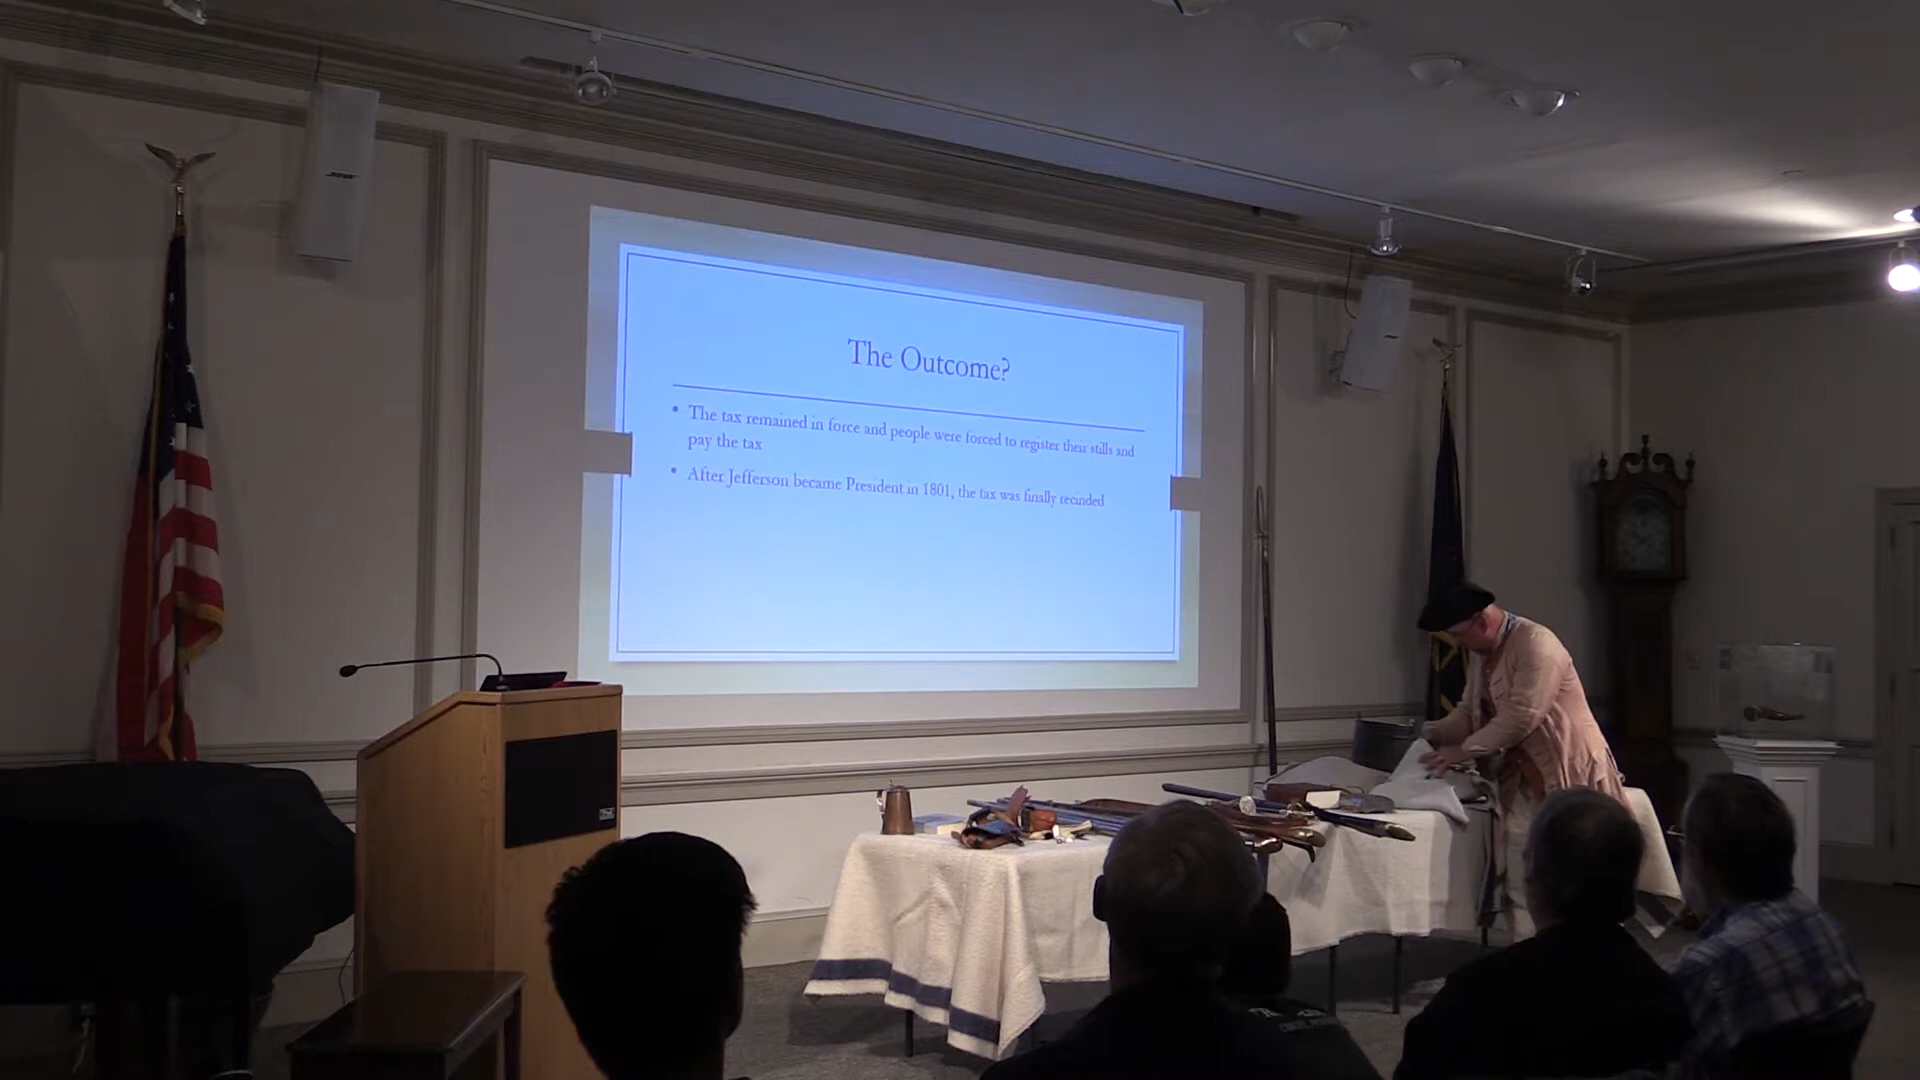 BOSE
The Outcome?
• The tax remained in force and people were forced to register their stills and
pay the tax
• After Jefferson became President in 1801, the tax was finally recinded